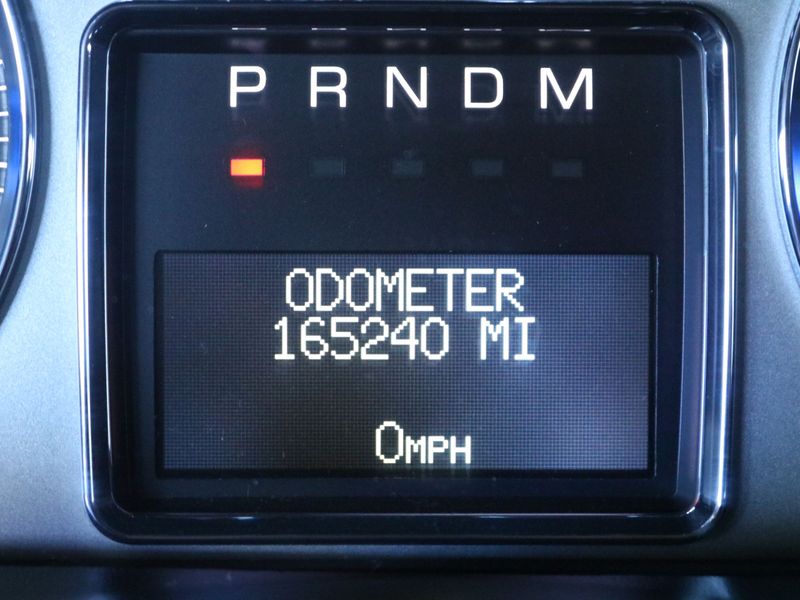 P R N D M
ODOMETER
165240 MI
0MPH